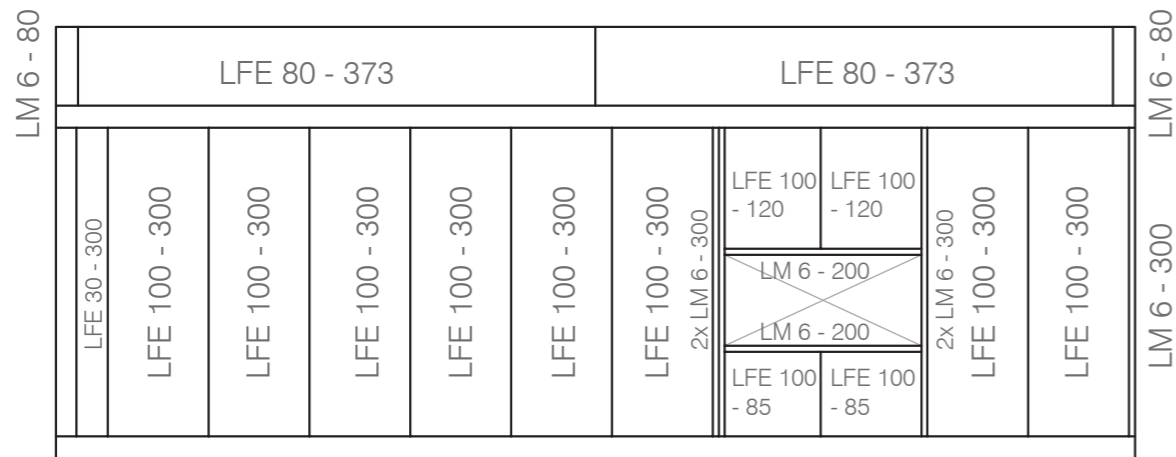 LM 6 - 80
LFE 80 - 373
LFE 80 - 373
LM 6 - 80
LFE 30 - 300
LFE 100 - 300
LFE 100 - 300
LFE 100 - 300
LFE 100 - 300
LFE 100 - 300
LFE 100 - 300
2x LM 6 - 300
LFE 100
- 120
LFE 100
- 120
LM 6 - 200
LM 6 - 200
LFE 100
- 85
LFE 100
- 85
2x LM 6 - 300
LFE 100 - 300
LFE 100 - 300
LM 6 - 300